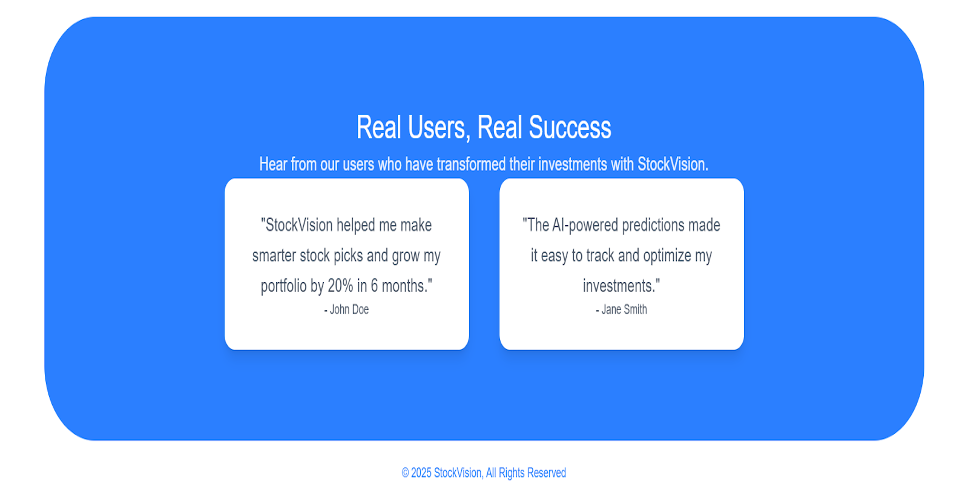 Real Users, Real Success
Hear from our users who have transformed their investments with StockVision.
"StockVision helped me make
smarter stock picks and grow my
portfolio by 20% in 6 months."
- John Doe
"The AI-powered predictions made
it easy to track and optimize my
investments."
- Jane Smith
© 2025 StockVision, All Rights Reserved